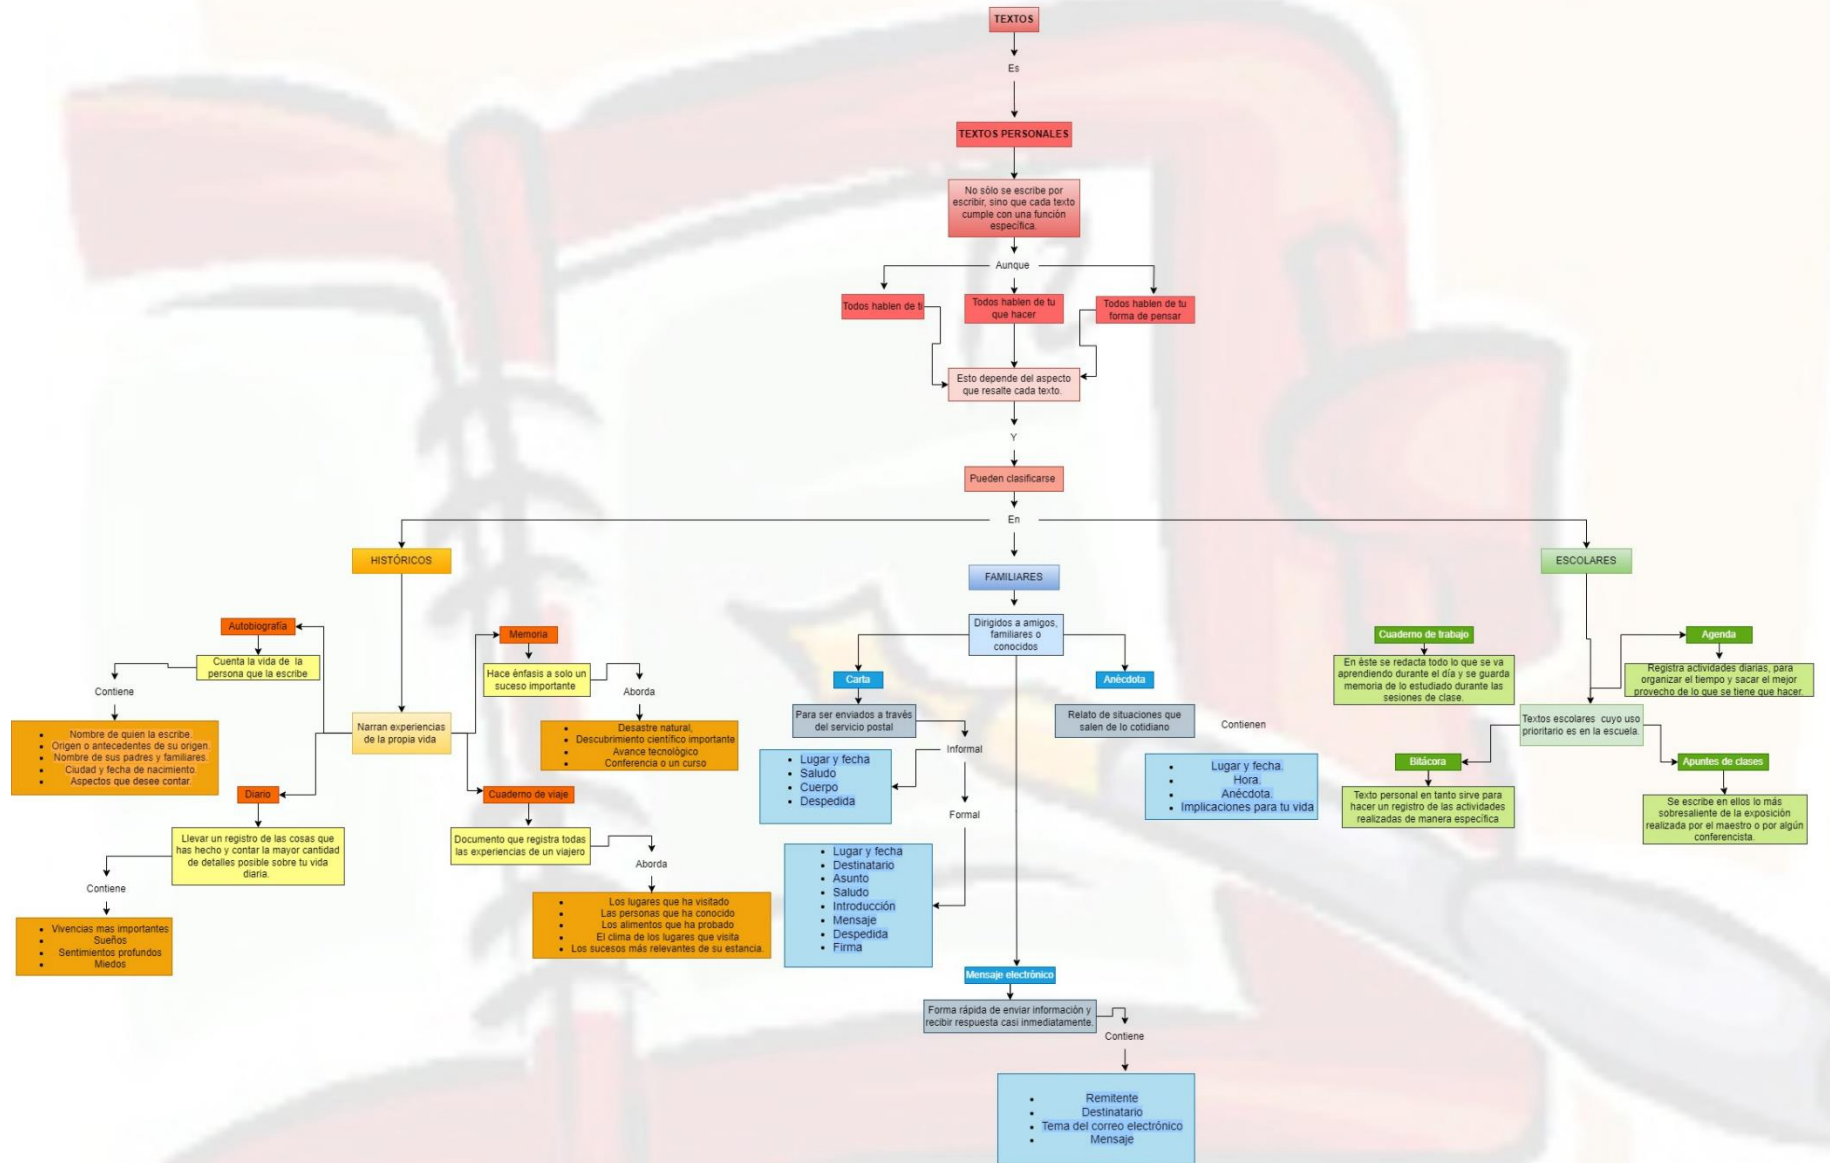 TEXTOS
Es
TEXTOS PERSONALES
No sólo se escribe por
escribir, sino que cada texto
cumple con una función
específica.
Aunque
Todos hablen de ti
Todos hablen de tu
que hacer
Todos hablen de tu
forma de pensar
Esto depende del aspecto
que resalte cada texto.
Y
Pueden clasificarse
En
HISTÓRICOS
Narran experiencias
de la propia vida
Autobiografía
Cuenta la vida de la
persona que la escribe
Contiene
• Nombre de quien la escribe.
• Origen o antecedentes de su origen.
• Nombre de sus padres y familiares.
• Ciudad y fecha de nacimiento.
• Aspectos que desee contar.
Memoria
Hace énfasis a solo un
suceso importante
Aborda
• Desastre natural,
• Descubrimiento científico importante
• Avance tecnológico
• Conferencia o un curso
Diario
Llevar un registro de las cosas que
has hecho y contar la mayor cantidad
de detalles posible sobre tu vida
diaria.
Contiene
• Vivencias mas importantes
• Sueños
• Sentimientos profundos
• Miedos
Cuaderno de viaje
Documento que registra todas
las experiencias de un viajero
Aborda
• Los lugares que ha visitado
• Las personas que ha conocido
• Los alimentos que ha probado
• El clima de los lugares que visita
• Los sucesos más relevantes de su estancia.
FAMILIARES
Dirigidos a amigos,
familiares o
conocidos
Carta
Para ser enviados a través
del servicio postal
Informal
• Lugar y fecha
• Saludo
• Cuerpo
• Despedida
Formal
• Lugar y fecha
• Destinatario
• Asunto
• Saludo
• Introducción
• Mensaje
• Despedida
• Firma
Anècdota
Relato de situaciones que
salen de lo cotidiano
Contienen
• Lugar y fecha.
• Hora.
• Anécdota.
• Implicaciones para tu vida
Mensaje electrónico
Forma rápida de enviar información y
recibir respuesta casi inmediatamente.
Contiene
• Remitente
• Destinatario
• Tema del correo electrónico
• Mensaje
ESCOLARES
Textos escolares cuyo uso
prioritario es en la escuela.
Cuaderno de trabajo
En èste se redacta todo lo que se va
aprendiendo durante el día y se guarda
memoria de lo estudiado durante las
sesiones de clase.
Agenda
Registra actividades diarias, para
organizar el tiempo y sacar el mejor
provecho de lo que se tiene que hacer.
Bitácora
Texto personal en tanto sirve para
hacer un registro de las actividades
realizadas de manera específica
Apuntes de clases
Se escribe en ellos lo más
sobresaliente de la exposición
realizada por el maestro o por algún
conferencista.